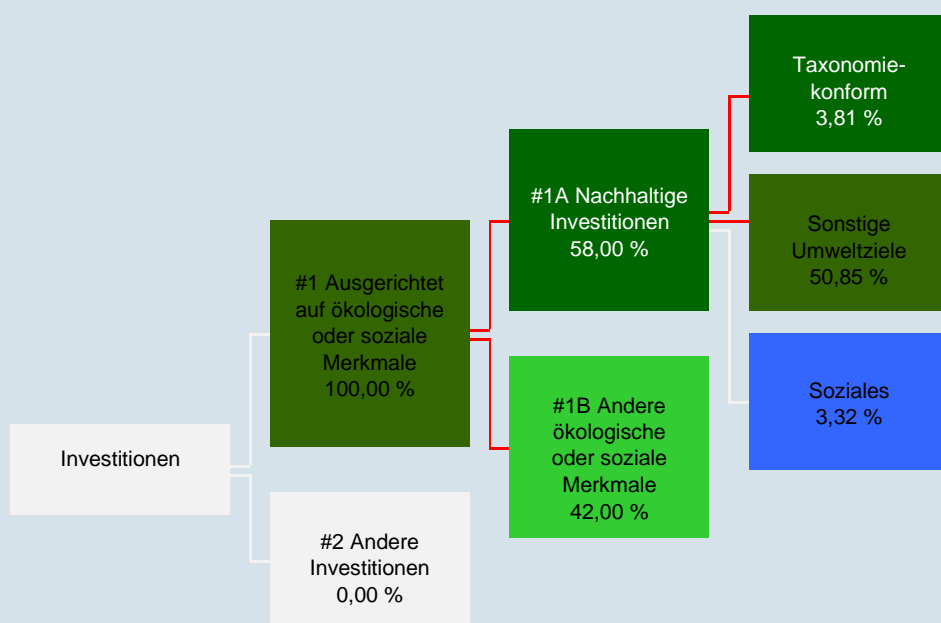 Investitionen
#1 Ausgerichtet
auf ökologische
oder soziale
Merkmale
100,00 %
#2 Andere
Investitionen
0,00 %
#1A Nachhaltige
Investitionen
58,00 %
#1B Andere
ökologische
oder soziale
Merkmale
42,00 %
Taxonomie-
konform
3,81 %
Sonstige
Umweltziele
50,85 %
Soziales
3,32 %